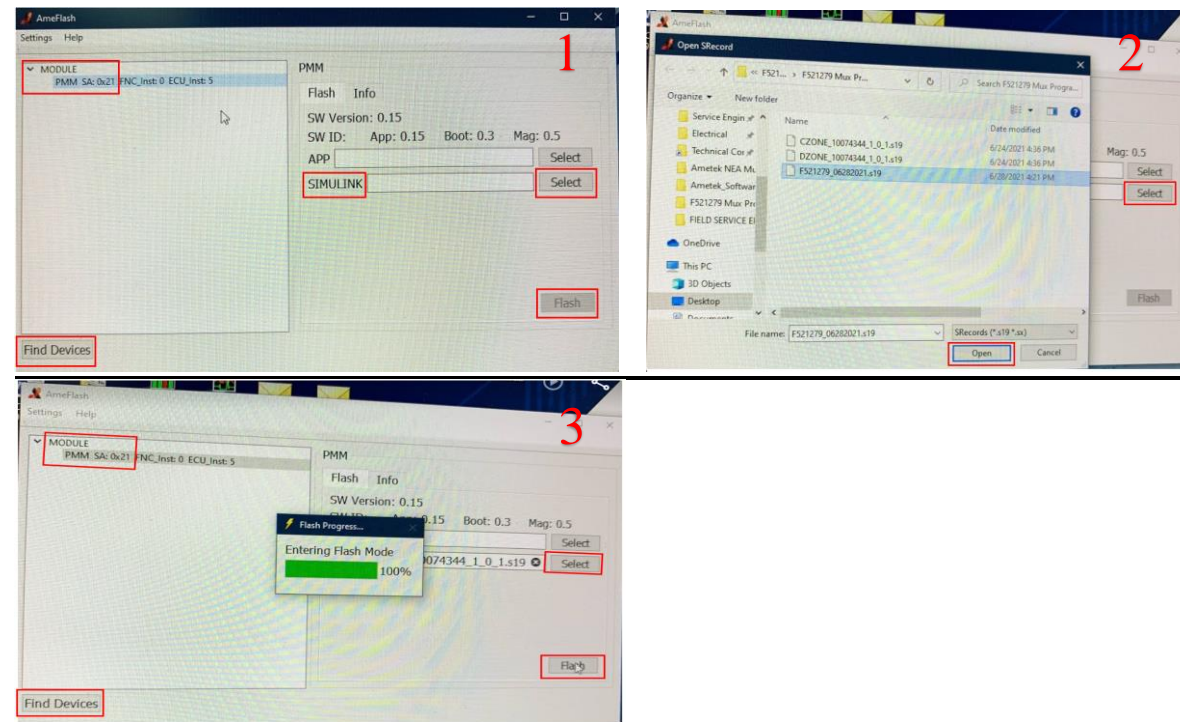 AmeFlash
1
Settings Help
MODULE
PMM SA: 0x21 FNC_Inst: 0 ECU_Inst: 5
PMM
Flash Info
SW Version: 0.15
SW ID: App: 0.15 Boot: 0.3 Mag: 0.5
APP Select
SIMULINK Select
Flash
Find Devices
AmeFlash
2
Open SRecord
F521... > F521279 Mux Pr...
Search F521279 Mux Progra...
Organize New folder
Name Date modified
Service Engin
Electrical
Technical Cor
Ametek NEA Mu
Ametek_Softwar
F521279 Mux Pr
FIELD SERVICE
OneDrive
This PC
3D Objects
Desktop
Documents
CZONE_10074344_1_0_1.s19 6/24/2021 4:36 PM
DZONE_10074344_1_0_1.s19 6/24/2021 4:36 PM
F521279_06282021.s19 6/28/2021 4:21 PM
File name: F521279_06282021.s19 SRecords (*.s19 *.sx)
Open Cancel
Mag: 0.5
Select
Select
Flash
AmeFlash
3
Settings Help
MODULE
PMM SA: 0x21 FNC_Inst: 0 ECU_Inst: 5
PMM
Flash Info
SW Version: 0.15
0.15 Boot: 0.3 Mag: 0.5
Flash Progress...
Entering Flash Mode
100%
Select
0074344_1_0_1.s19 Select
Flash
Find Devices